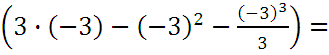 (3 · (−3) − (−3)² − (−3)³/3) =